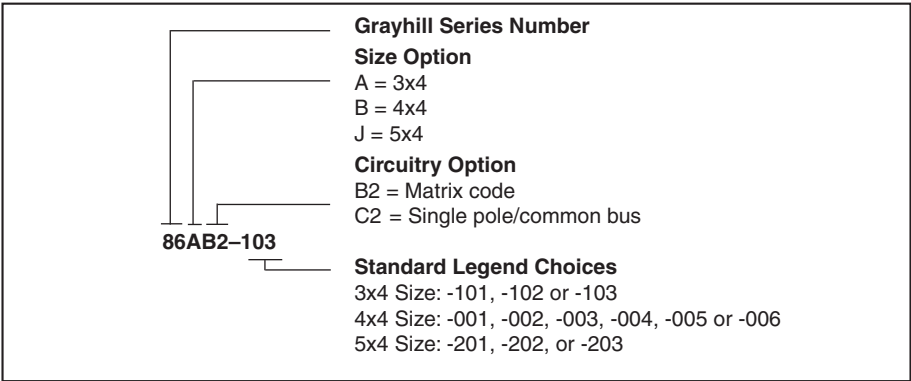 Grayhill Series Number
Size Option
A = 3x4
B = 4x4
J = 5x4
Circuitry Option
B2 = Matrix code
C2 = Single pole/common bus
86AB2–103
Standard Legend Choices
3x4 Size: -101, -102 or -103
4x4 Size: -001, -002, -003, -004, -005 or -006
5x4 Size: -201, -202, or -203